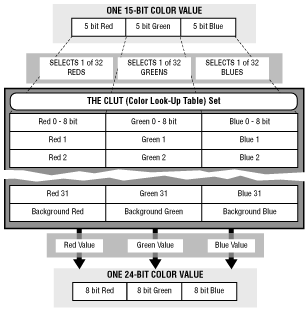 ONE 15-BIT COLOR VALUE
5 bit Red 5 bit Green 5 bit Blue
SELECTS 1 of 32 SELECTS 1 of 32 SELECTS 1 of 32
REDS GREENS BLUES
THE CLUT (Color Look-Up Table) Set
Red 0 - 8 bit Green 0 - 8 bit Blue 0 - 8 bit
Red 1 Green 1 Blue 1
Red 2 Green 2 Blue 2
Red 31 Green 31 Blue 31
Background Red Background Green Background Blue
Red Value Green Value Blue Value
ONE 24-BIT COLOR VALUE
8 bit Red 8 bit Green 8 bit Blue